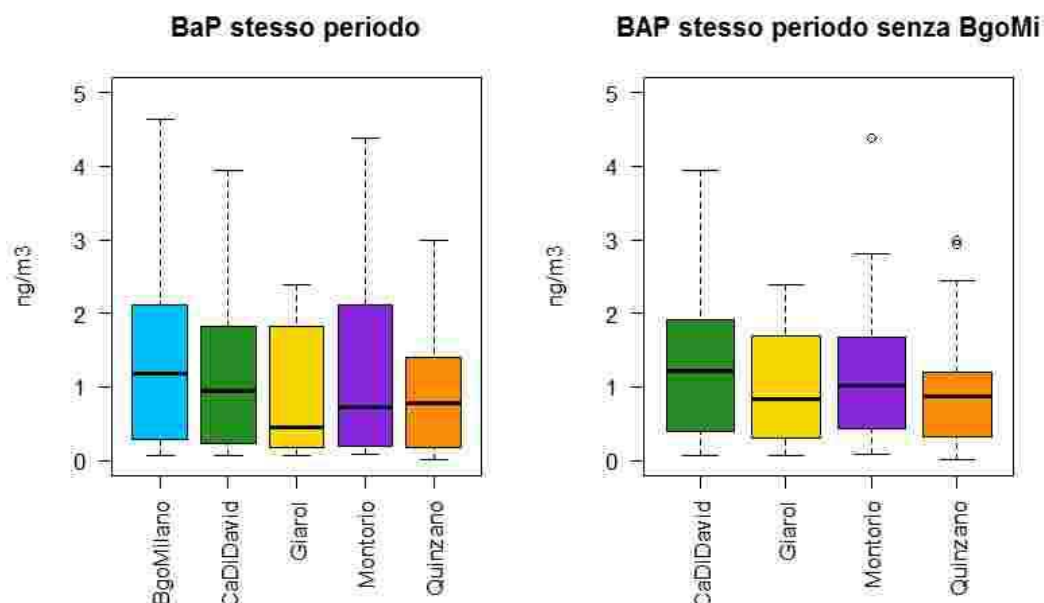 BaP stesso periodo
5
4
3
2
1
0
ng/m3
BgoMilano
CaDiDavid
Giarol
Montorio
Quinzano
BAP stesso periodo senza BgoMi
5
4
3
2
1
0
ng/m3
CaDiDavid
Giarol
Montorio
Quinzano